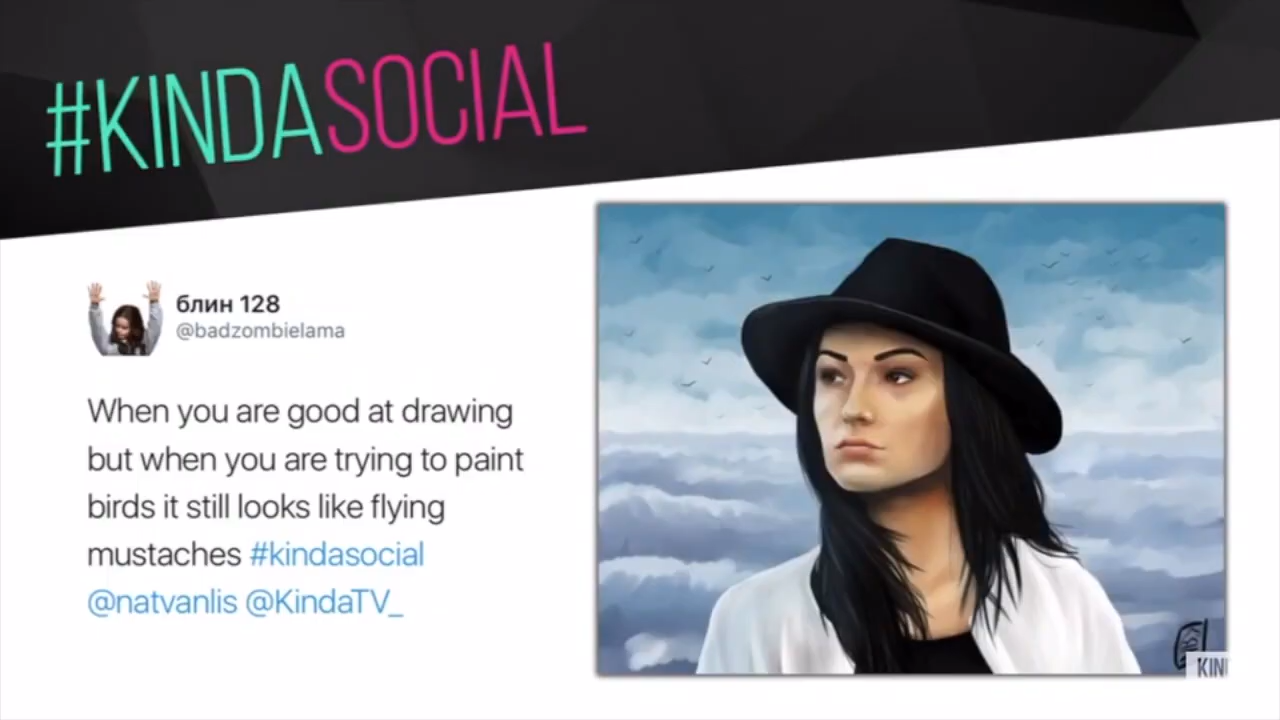 #KINDASOCIAL
блин 128
@badzombielama
When you are good at drawing
but when you are trying to paint
birds it still looks like flying
mustaches #kindasocial
@natvanlis @KindaTV_
KIN